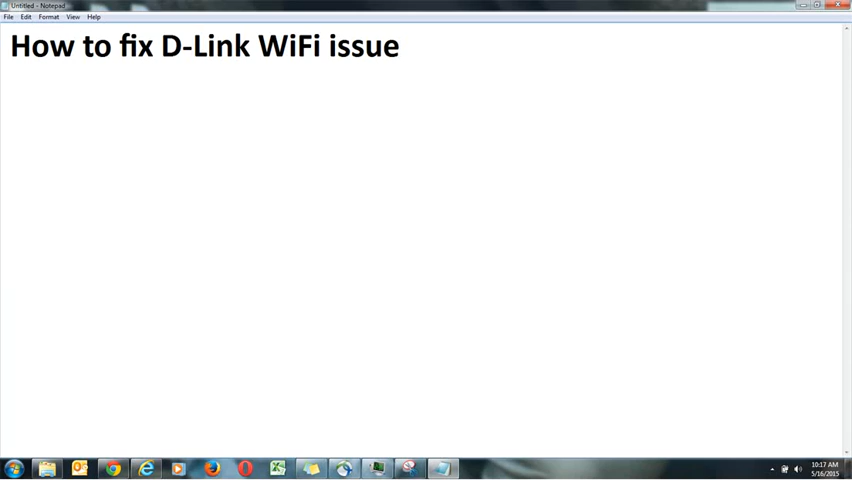 Untitled - Notepad
File Edit Format View Help
How to fix D-Link WiFi issue
10:17 AM
5/16/2015